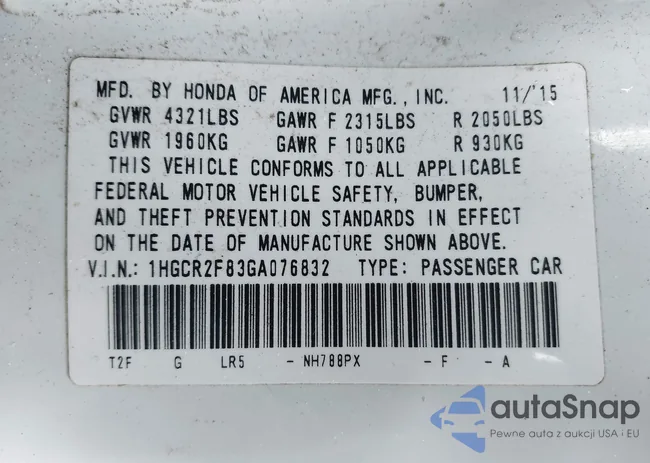 MFD. BY HONDA OF AMERICA MFG., INC. 11/'15
GVWR 4321LBS GAWR F 2315LBS R 2050LBS
GVWR 1960KG GAWR F 1050KG R 930KG
THIS VEHICLE CONFORMS TO ALL APPLICABLE
FEDERAL MOTOR VEHICLE SAFETY, BUMPER,
AND THEFT PREVENTION STANDARDS IN EFFECT
ON THE DATE OF MANUFACTURE SHOWN ABOVE.
V.I.N.: 1HGCR2F83GA076832 TYPE: PASSENGER CAR
T2F G LR5 - NH788PX - F - A
autaSnap
Pewne auta z aukcji USA i EU